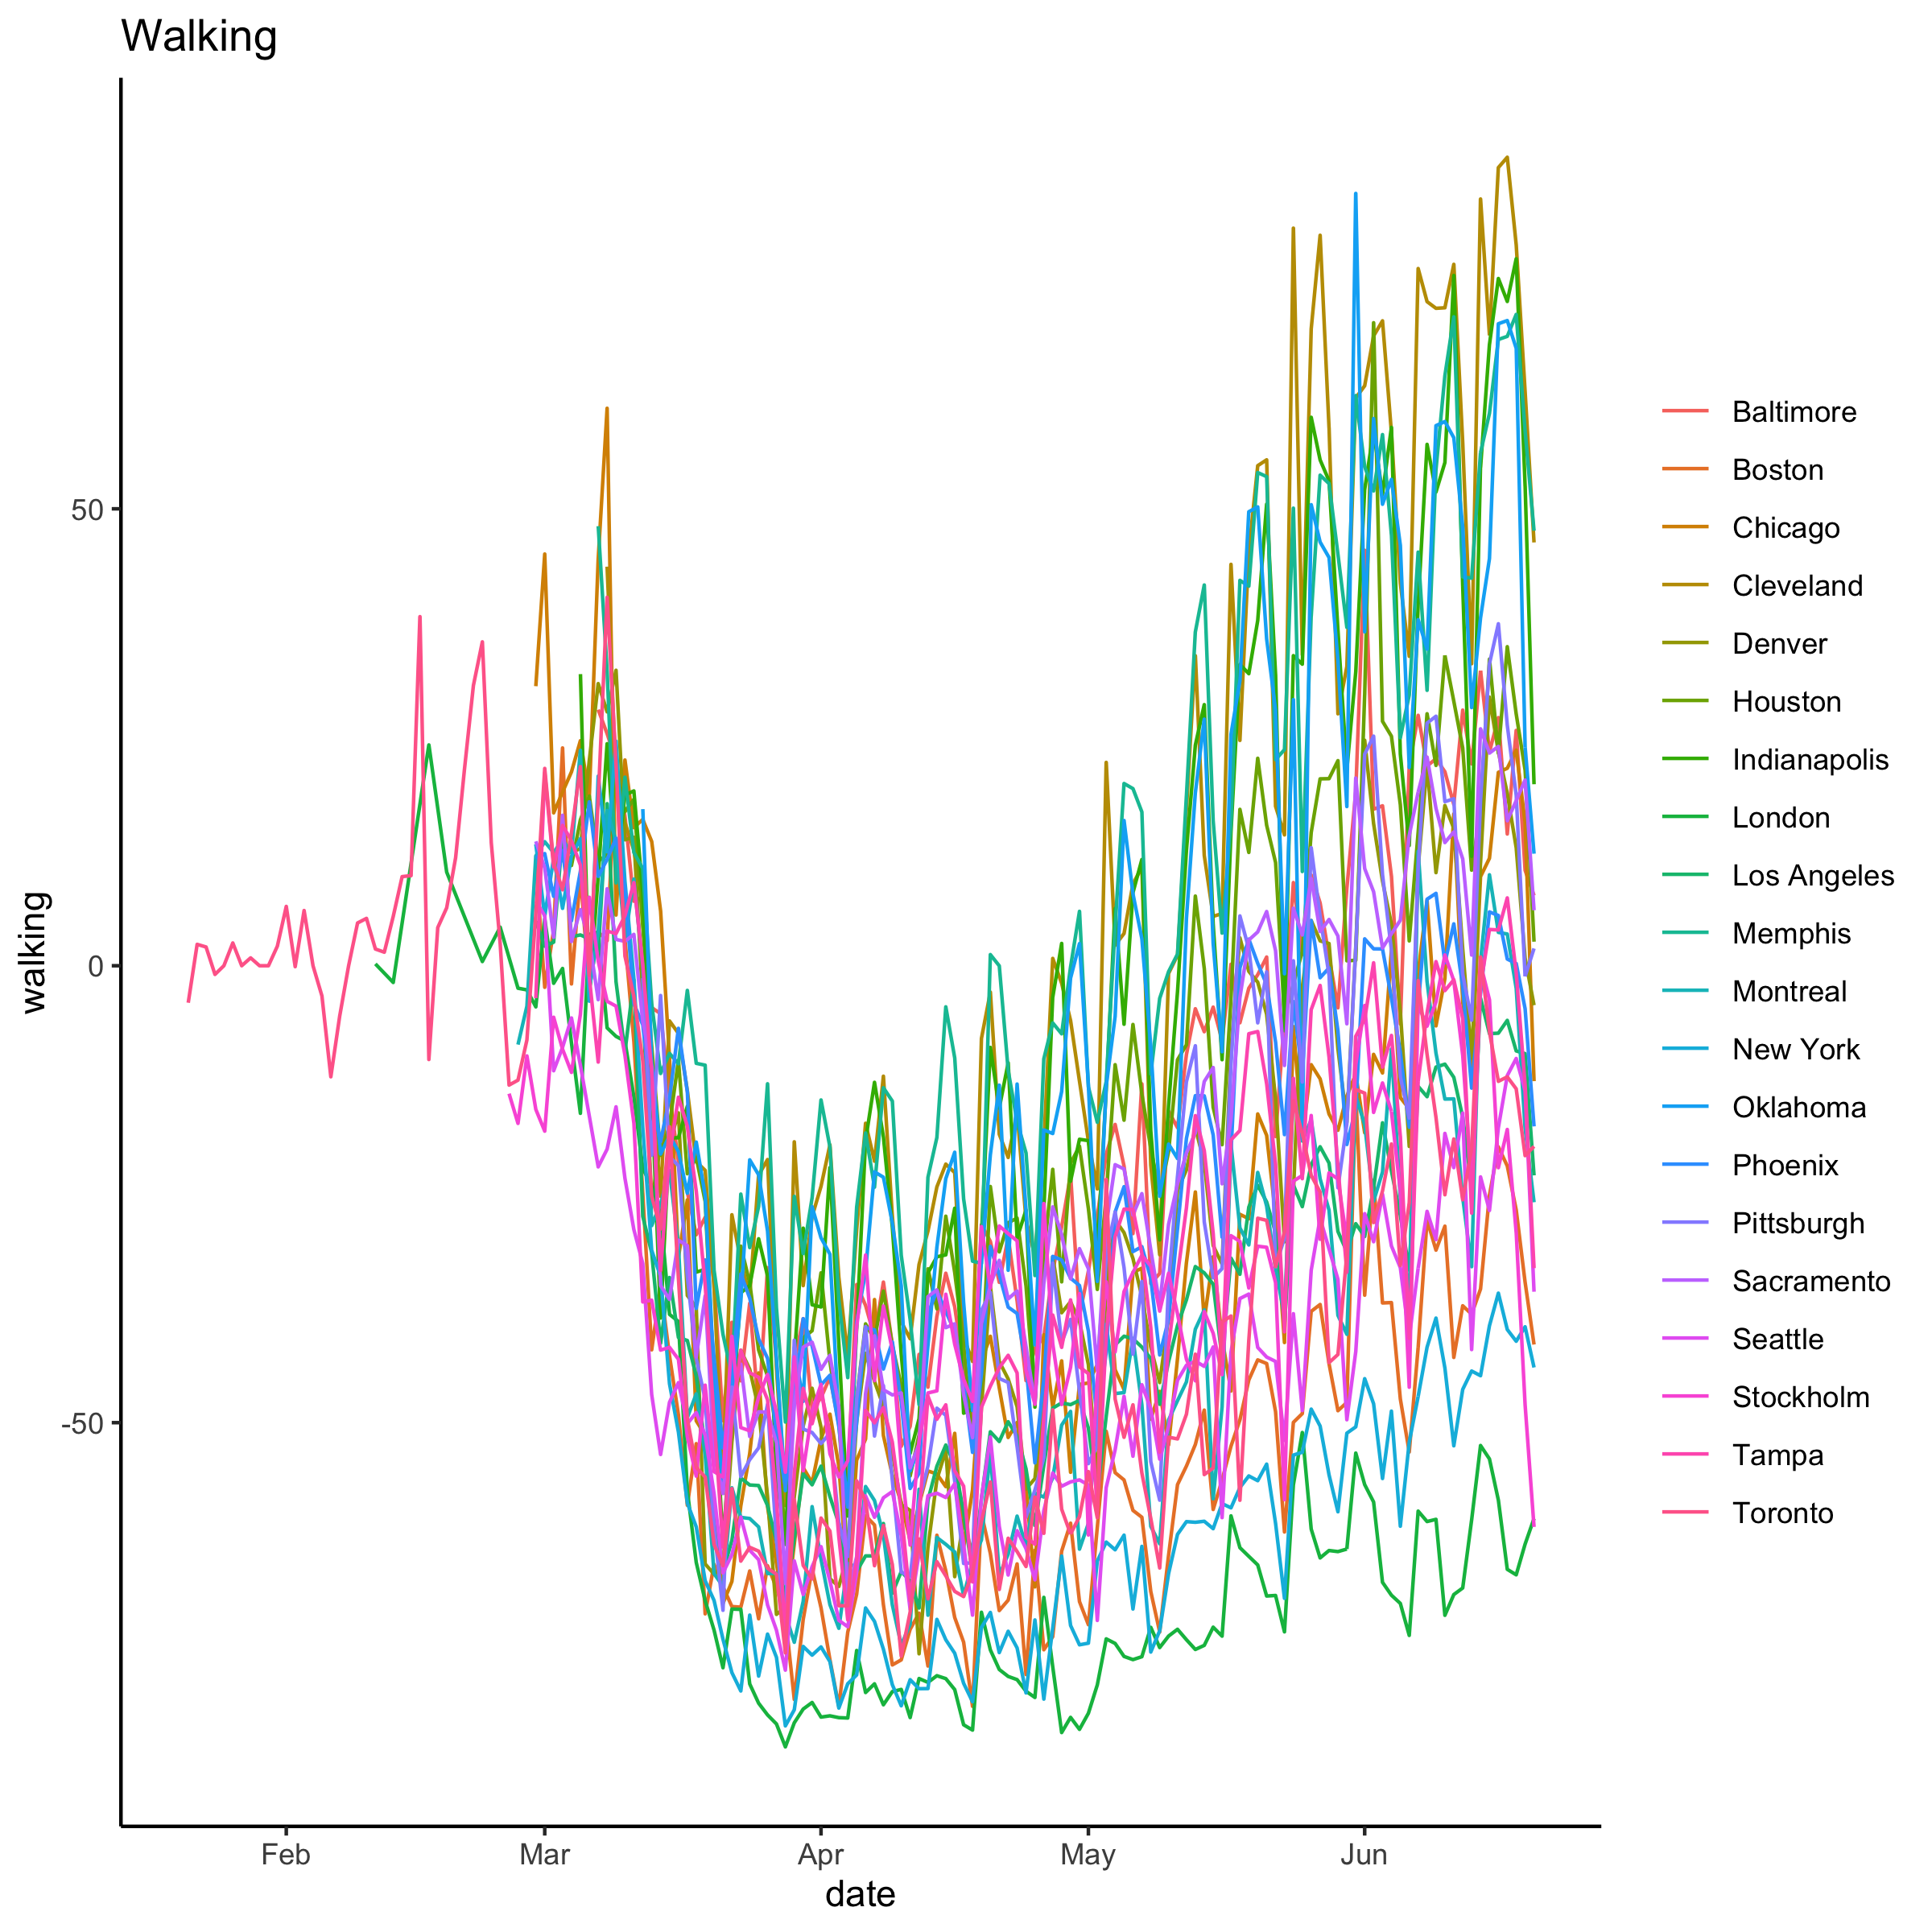 Walking
walking
50
0
-50
Feb
Mar
Apr
May
Jun
date
Baltimore
Boston
Chicago
Cleveland
Denver
Houston
Indianapolis
London
Los Angeles
Memphis
Montreal
New York
Oklahoma
Phoenix
Pittsburgh
Sacramento
Seattle
Stockholm
Tampa
Toronto